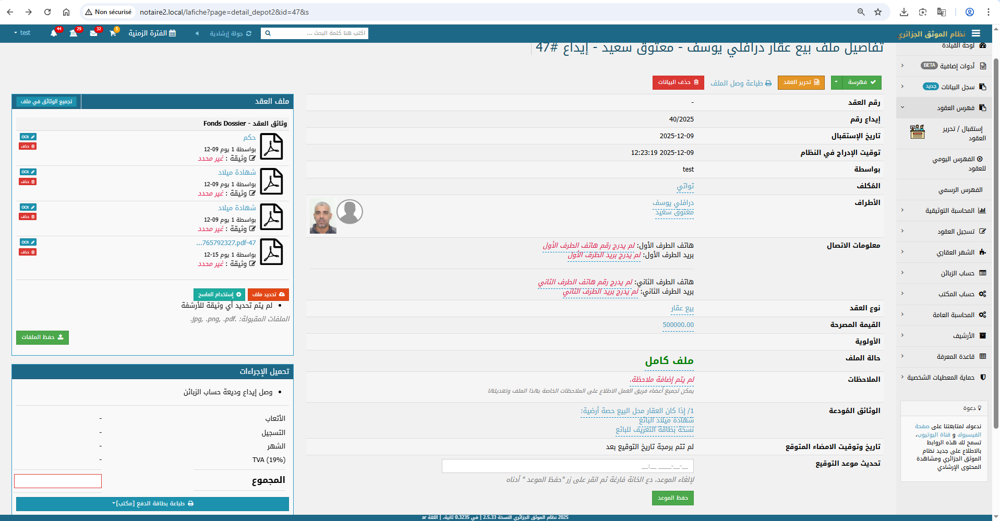 Non sécurisé
notaire2.local/lafiche?page=detail_depot2&id=47&s
نظام الموثق الجزائري
اكتب هنا كلمة البحث ...
جولة إرشادية
الفترة الزمنية
5
32
29
44
test
لوحة القيادة
أدوات إضافية BETA
سجل البيانات جديد
فهرس العقود
إستقبال / تحرير
العقود
الفهرس اليومي
للعقود
الفهرس الرسمي
المحاسبة التوثيقية
تسجيل العقود
الشهر العقاري
حساب الزبائن
حساب المكتب
المحاسبة العامة
الأرشيف
قاعدة المعرفة
حماية المعطيات الشخصية
دعوة
ندعوك لمتابعتنا على صفحة
الفيسبوك و قناة اليوتيوب.
تسمح لك هذه الروابط
بالاطلاع على جديد نظام
الموثق الجزائري ومشاهدة
المحتوى الإرشادي
تفاصيل ملف بيع عقار درافلي يوسف - معتوق سعيد - إيداع #47
فهرسة
تحرير العقد
طباعة وصل الملف
حذف البيانات
رقم العقد -
إيداع رقم 40/2025
تاريخ الإستقبال 2025-12-09
توقيت الإدراج في النظام 2025-12-09 12:23:19
بواسطة test
المُكلف تواتي
الأطراف درافلي يوسف
معتوق سعيد
معلومات الاتصال هاتف الطرف الأول: لم يدرج رقم هاتف الطرف الأول
بريد الطرف الأول: لم يدرج بريد الطرف الأول
هاتف الطرف الثاني: لم يدرج رقم هاتف الطرف الثاني
بريد الطرف الثاني: لم يدرج بريد الطرف الثاني
نوع العقد بيع عقار
القيمة المصرحة 500000.00
الأولوية
حالة الملف ملف كامل
الملاحظات لم يتم إضافة ملاحظة.
يمكن لجميع أعضاء فريق العمل الاطلاع على الملاحظات الخاصة بهذا الملف وتعديلها
الوثائق المُودعة 1/ إذا كان العقار محل البيع حصة أرضية:
شهادة ميلاد البائع
نسخة بطاقة التعريف للبائع
تاريخ وتوقيت الامضاء المتوقع لم تتم برمجة تاريخ التوقيع بعد
تحديث موعد التوقيع __-__-____ __:__
لإلغاء الموعد، دع الخانة فارغة ثم انقر على زر "حفظ الموعد " أدناه
حفظ الموعد
ملف العقد
تجميع الوثائق في ملف
وثائق العقد - Fonds Dossier
حكم
OCR
بواسطة 1 يوم 09-12
حذف
وثيقة : غير محدد
شهادة ميلاد
OCR
بواسطة 1 يوم 09-12
حذف
وثيقة : غير محدد
شهادة ميلاد
OCR
بواسطة 1 يوم 09-12
حذف
وثيقة : غير محدد
...765792327.pdf-47
OCR
بواسطة 1 يوم 15-12
حذف
وثيقة : غير محدد
تحديد ملف
إستخدام الماسح
لم يتم تحديد أي وثيقة للأرشفة
الملفات المقبولة: .jpg, .png, .pdf.
حفظ الملفات
تحميل الإجراءات
وصل إيداع وديعة حساب الزبائن
الأتعاب -
التسجيل -
الشهر -
TVA (19%) -
المجموع
طباعة بطاقة الدفع [مكتب]
2025 نظام الموثق الجزائري النسخة 2.5.33 | في 0.3235 ثانية. | اللغة ar